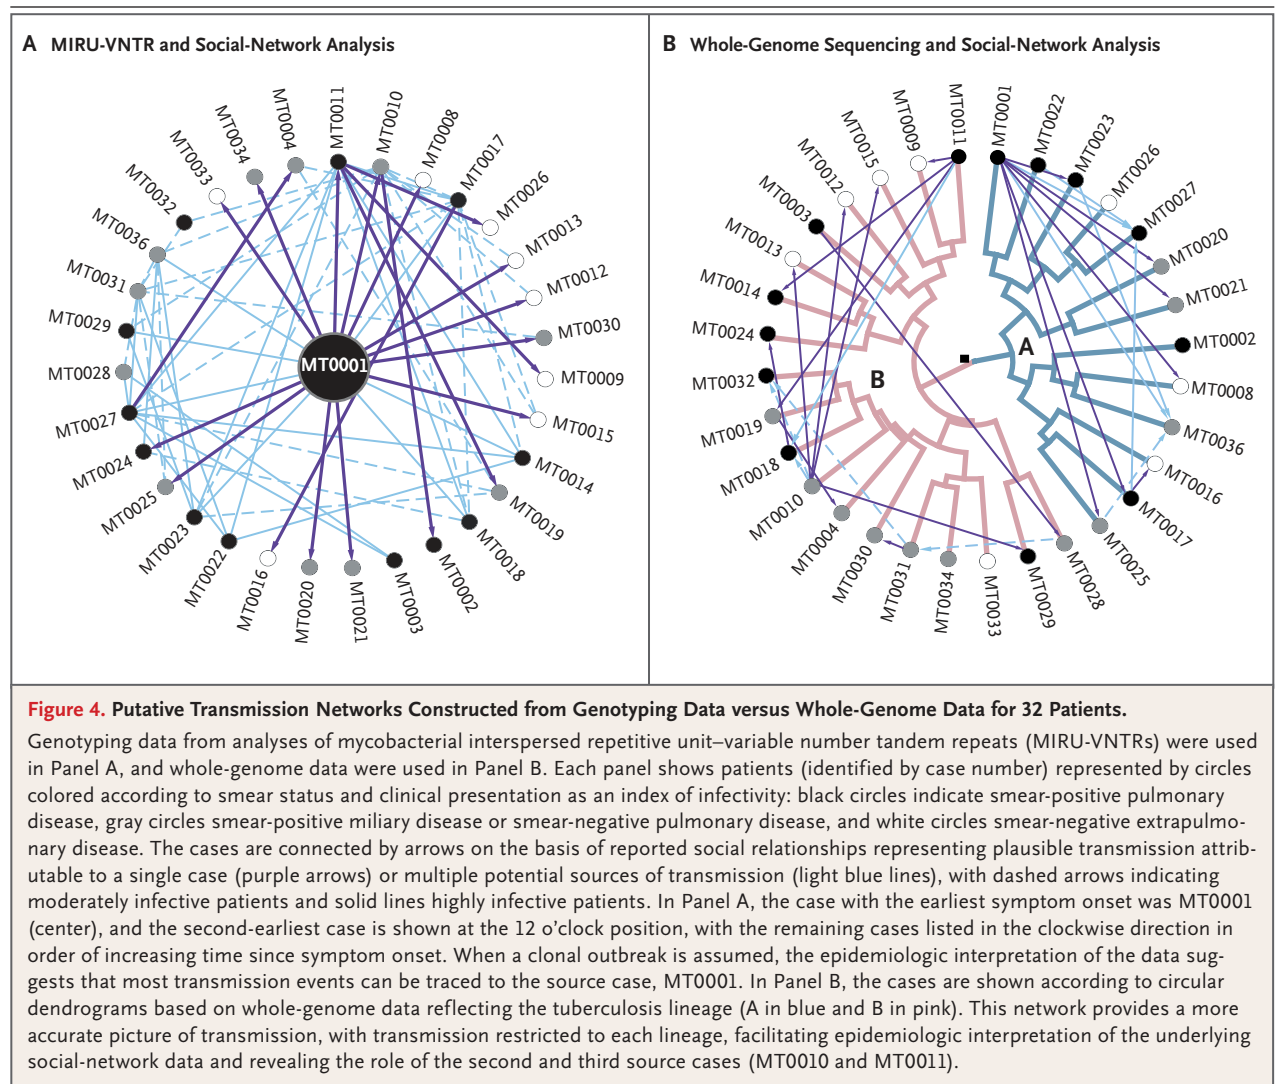 A MIRU-VNTR and Social-Network Analysis
MT0011
MT0010
MT0008
MT0017
MT0026
MT0013
MT0012
MT0030
MT0009
MT0015
MT0014
MT0019
MT0018
MT0002
MT0003
MT0021
MT0020
MT0016
MT0022
MT0023
MT0025
MT0024
MT0027
MT0028
MT0029
MT0031
MT0036
MT0032
MT0033
MT0034
MT0004
MT0001
B Whole-Genome Sequencing and Social-Network Analysis
MT0001
MT0022
MT0023
MT0026
MT0027
MT0020
MT0021
MT0002
MT0008
MT0036
MT0016
MT0017
MT0025
MT0028
MT0029
MT0033
MT0034
MT0031
MT0030
MT0004
MT0010
MT0018
MT0019
MT0032
MT0024
MT0014
MT0013
MT0003
MT0012
MT0015
MT0009
MT0011
A
B
Figure 4. Putative Transmission Networks Constructed from Genotyping Data versus Whole-Genome Data for 32 Patients.
Genotyping data from analyses of mycobacterial interspersed repetitive unit–variable number tandem repeats (MIRU-VNTRs) were used
in Panel A, and whole-genome data were used in Panel B. Each panel shows patients (identified by case number) represented by circles
colored according to smear status and clinical presentation as an index of infectivity: black circles indicate smear-positive pulmonary
disease, gray circles smear-positive miliary disease or smear-negative pulmonary disease, and white circles smear-negative extrapulmo-
nary disease. The cases are connected by arrows on the basis of reported social relationships representing plausible transmission attrib-
utable to a single case (purple arrows) or multiple potential sources of transmission (light blue lines), with dashed arrows indicating
moderately infective patients and solid lines highly infective patients. In Panel A, the case with the earliest symptom onset was MT0001
(center), and the second-earliest case is shown at the 12 o'clock position, with the remaining cases listed in the clockwise direction in
order of increasing time since symptom onset. When a clonal outbreak is assumed, the epidemiologic interpretation of the data sug-
gests that most transmission events can be traced to the source case, MT0001. In Panel B, the cases are shown according to circular
dendrograms based on whole-genome data reflecting the tuberculosis lineage (A in blue and B in pink). This network provides a more
accurate picture of transmission, with transmission restricted to each lineage, facilitating epidemiologic interpretation of the underlying
social-network data and revealing the role of the second and third source cases (MT0010 and MT0011).